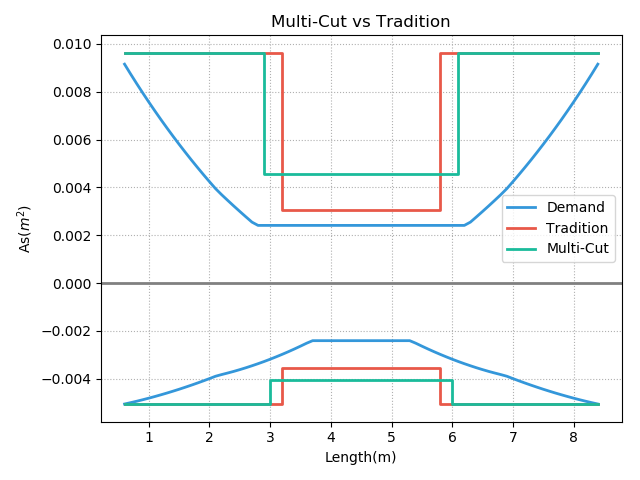 Multi-Cut vs Tradition
0.010
0.008
0.006
0.004
0.002
0.000
−0.002
−0.004
As(m²)
Demand
Tradition
Multi-Cut
1 2 3 4 5 6 7 8
Length(m)